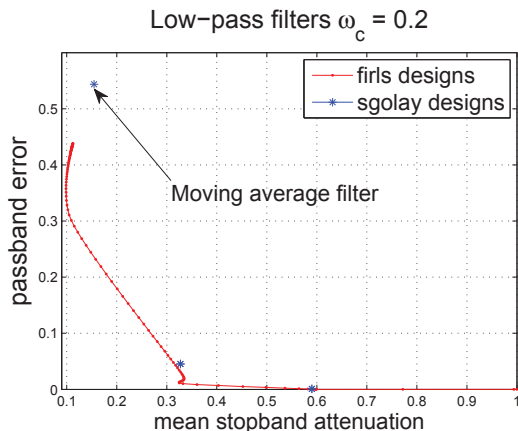 Low-pass filters ω_c = 0.2
firls designs
sgolay designs
Moving average filter
passband error
0.5
0.4
0.3
0.2
0.1
0
0.1 0.2 0.3 0.4 0.5 0.6 0.7 0.8 0.9 1
mean stopband attenuation